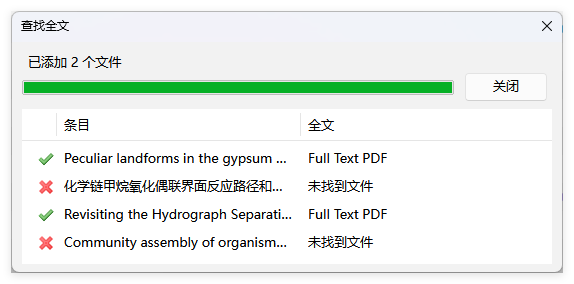 查找全文
已添加 2 个文件
关闭
条目 全文
Peculiar landforms in the gypsum ... Full Text PDF
化学链甲烷氧化偶联界面反应路径和... 未找到文件
Revisiting the Hydrograph Separati... Full Text PDF
Community assembly of organism... 未找到文件